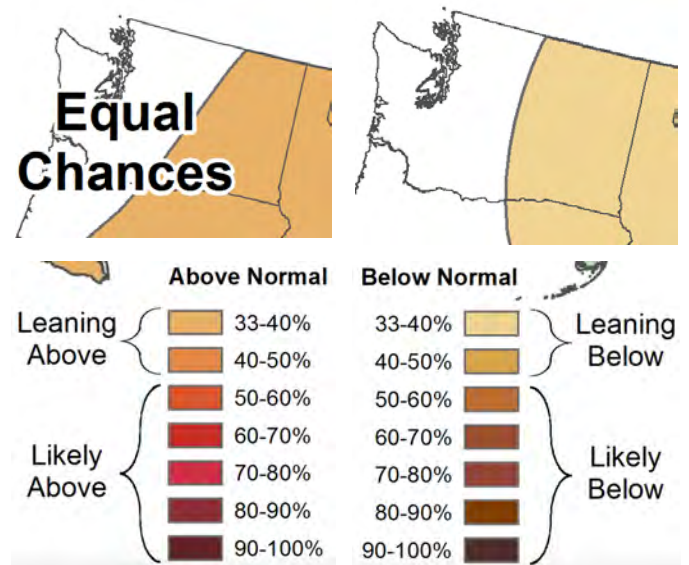 Equal
Chances
Above Normal
Leaning
Above
33-40%
40-50%
Likely
Above
50-60%
60-70%
70-80%
80-90%
90-100%
Below Normal
33-40%
40-50%
Leaning
Below
50-60%
60-70%
70-80%
80-90%
90-100%
Likely
Below